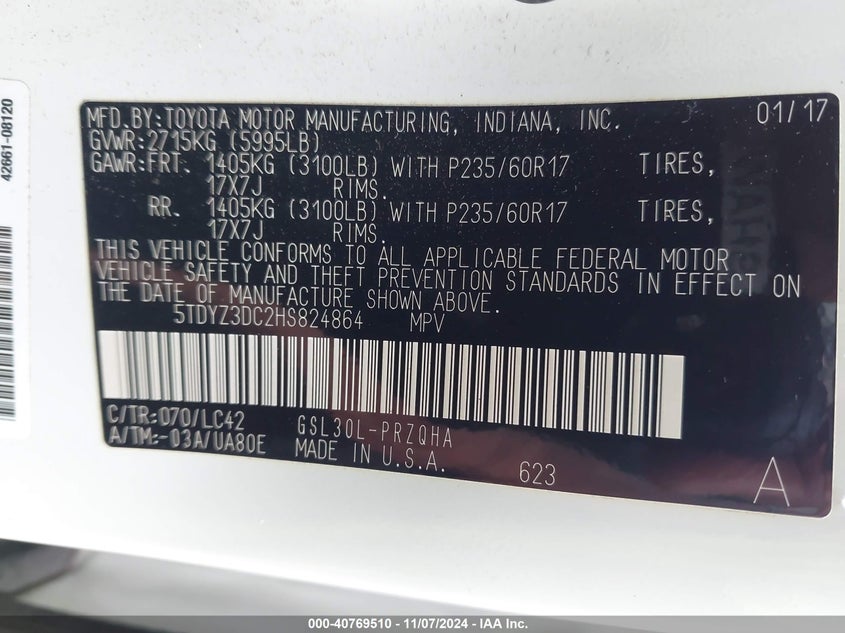 42661-08120
MFD.BY:TOYOTA MOTOR MANUFACTURING, INDIANA, INC. 01/17
GVWR:2715KG (5995LB)
GAWR:FRT. 1405KG (3100LB) WITH P235/60R17 TIRES,
17X7J RIMS.
RR. 1405KG (3100LB) WITH P235/60R17 TIRES,
17X7J RIMS.
THIS VEHICLE CONFORMS TO ALL APPLICABLE FEDERAL MOTOR
VEHICLE SAFETY AND THEFT PREVENTION STANDARDS IN EFFECT ON
THE DATE OF MANUFACTURE SHOWN ABOVE.
5TDYZ3DC2HS824864 MPV
C/TR:070/LC42 GSL30L-PRZQHA
A/TM:-03A/UA80E MADE IN U.S.A. 623 A
000-40769510 - 11/07/2024 - IAA Inc.